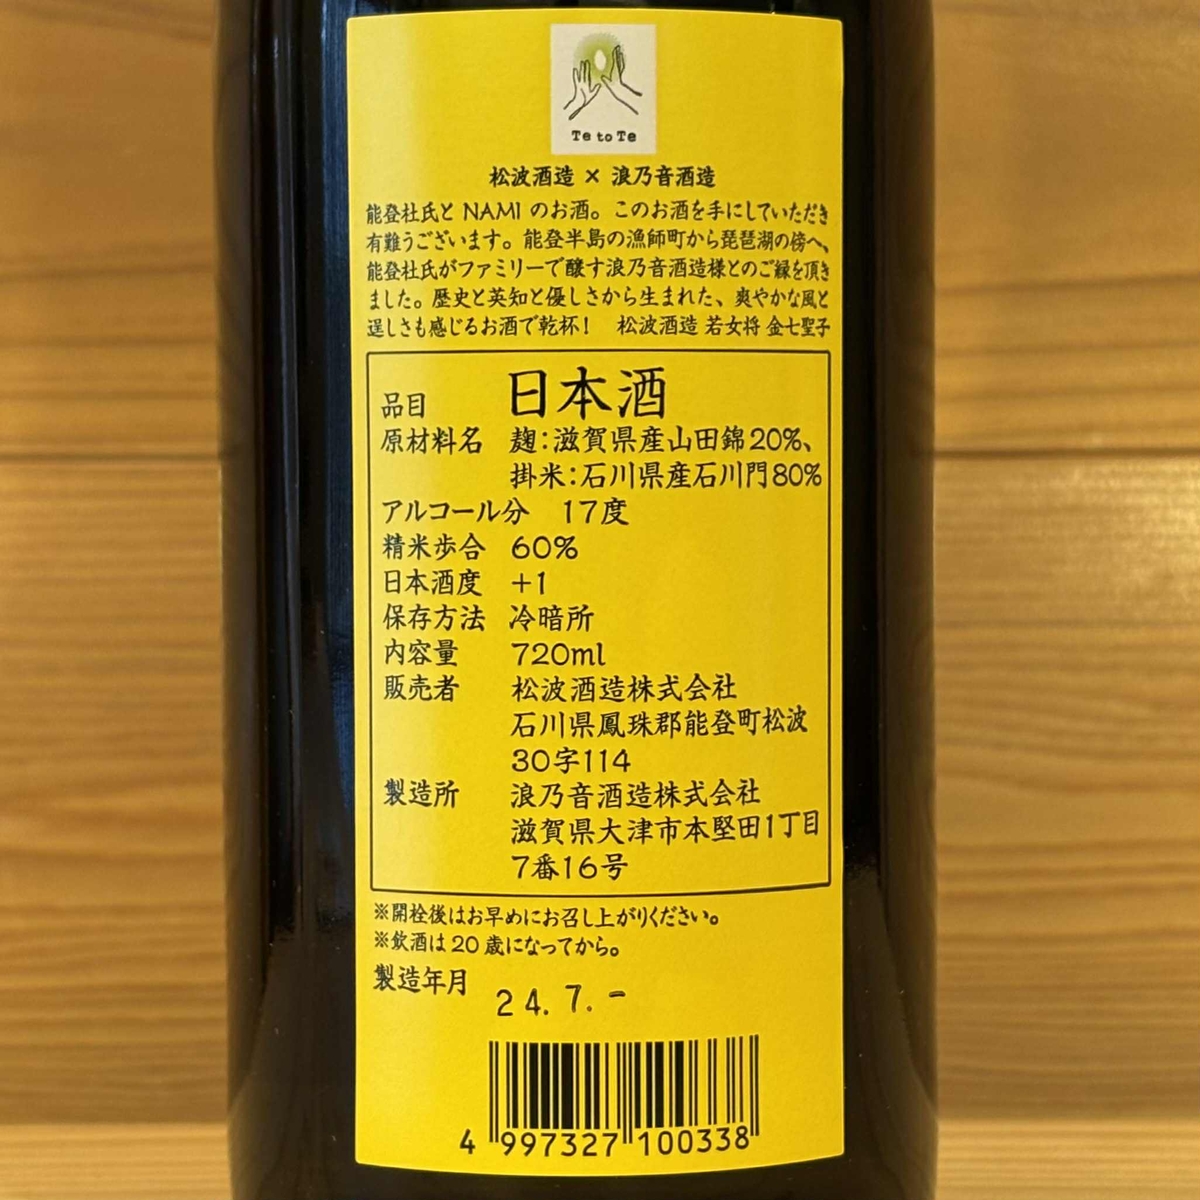 Te to Te
松波酒造 × 浪乃音酒造
能登杜氏と NAMI のお酒。このお酒を手にしていただき
有難うございます。能登半島の漁師町から琵琶湖の傍へ、
能登杜氏がファミリーで醸す浪乃音酒造様とのご縁を頂き
ました。歴史と英知と優しさから生まれた、爽やかな風と
逞しさも感じるお酒で乾杯！　松波酒造 若女将 金七聖子
品目　日本酒
原材料名　麹：滋賀県産山田錦20%、
掛米：石川県産石川門80%
アルコール分　17度
精米歩合　60%
日本酒度　+1
保存方法　冷暗所
内容量　720ml
販売者　松波酒造株式会社
石川県鳳珠郡能登町松波
30字114
製造所　浪乃音酒造株式会社
滋賀県大津市本堅田1丁目
7番16号
※開栓後はお早めにお召し上がりください。
※飲酒は20歳になってから。
製造年月　24.7.-
4 997327 100338